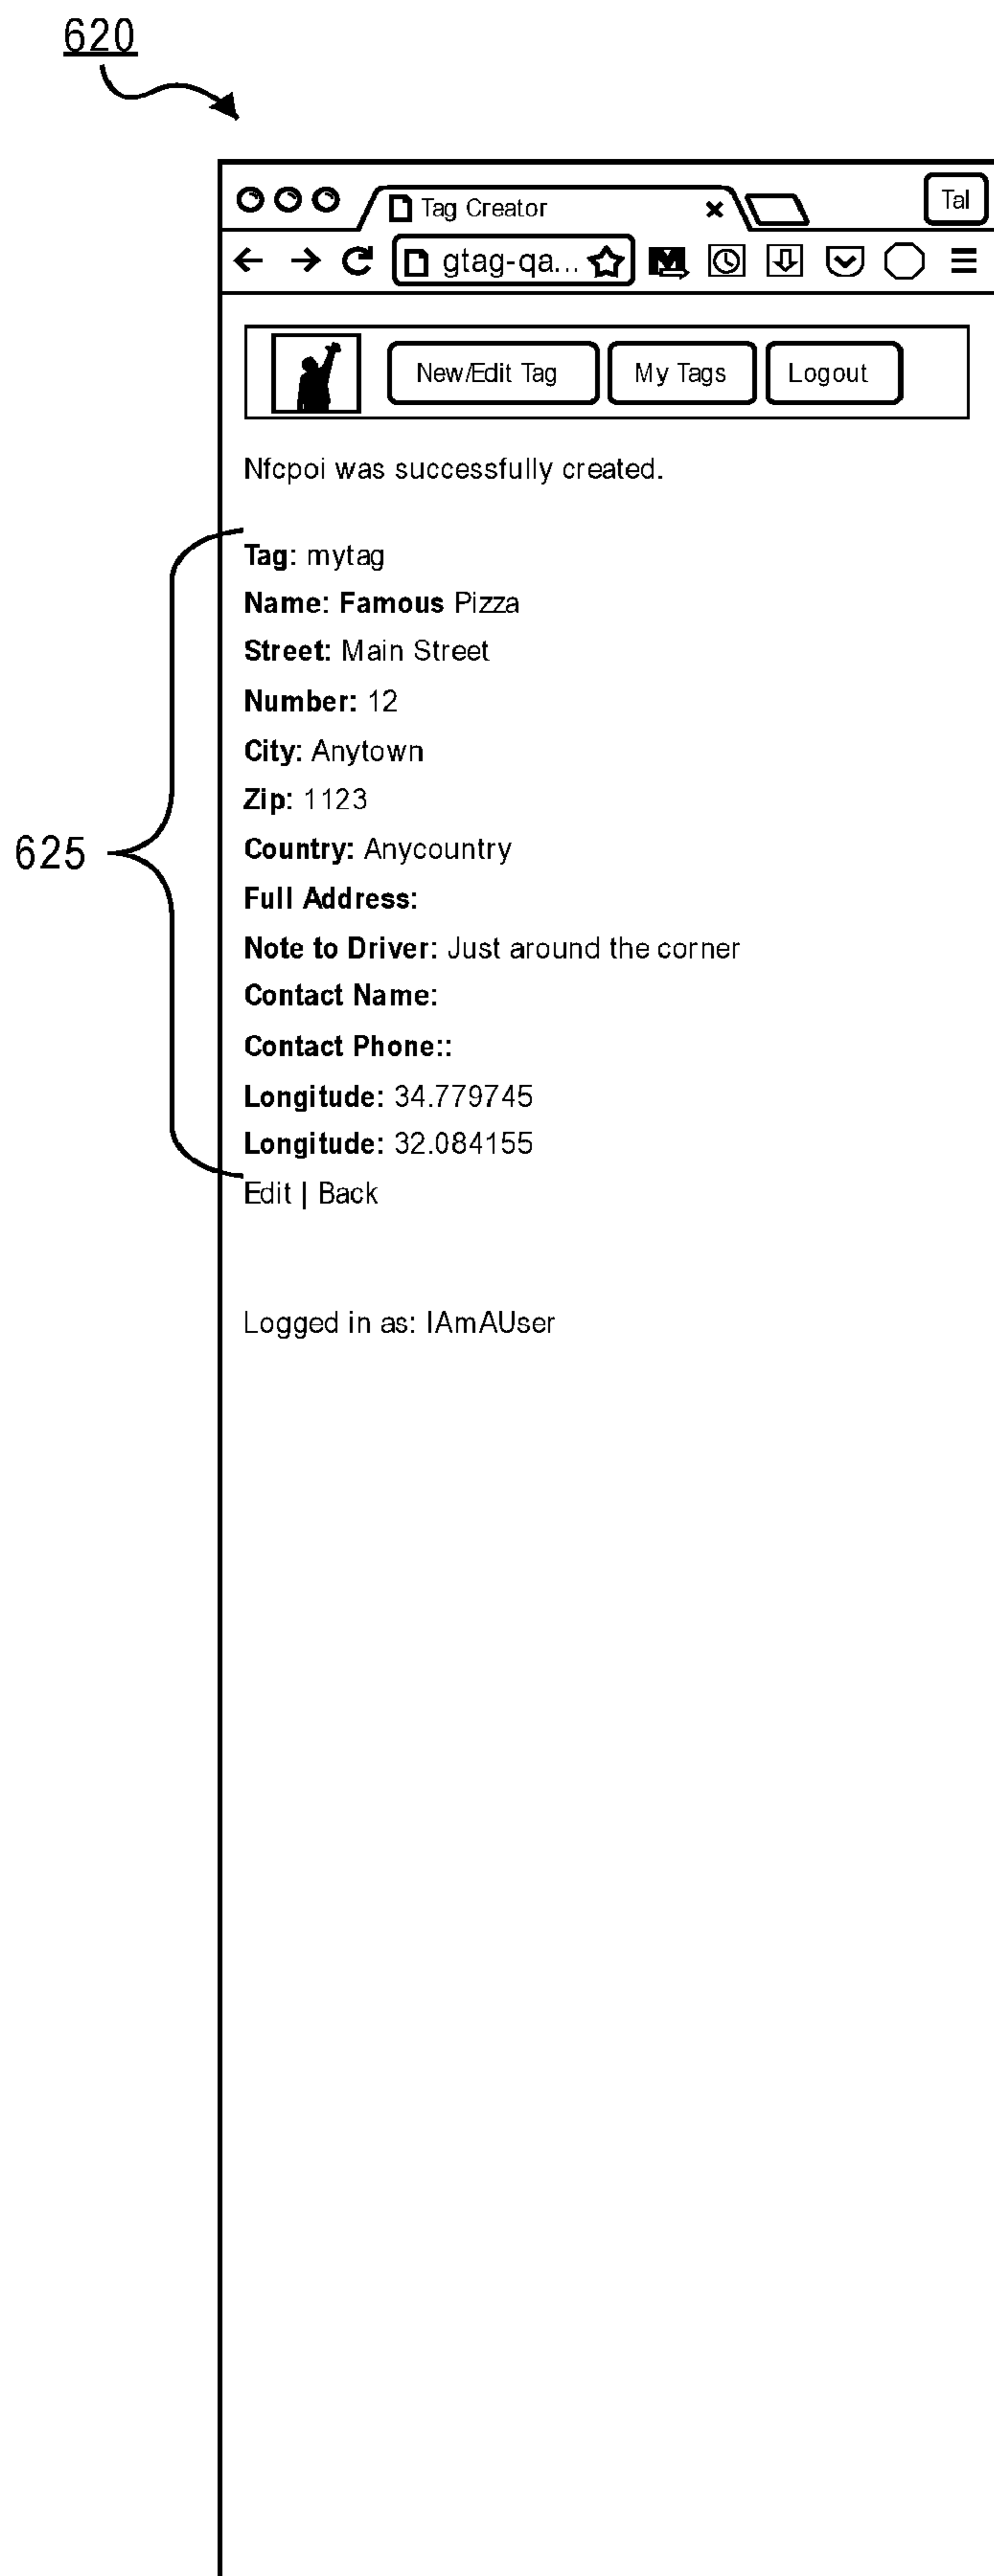 620
Tag Creator
Tal
gtag-qa...
New/Edit Tag My Tags Logout
Nfcpoi was successfully created.
Tag: mytag
Name: Famous Pizza
Street: Main Street
Number: 12
City: Anytown
Zip: 1123
625
Country: Anycountry
Full Address:
Note to Driver: Just around the corner
Contact Name:
Contact Phone::
Longitude: 34.779745
Longitude: 32.084155
Edit | Back
Logged in as: IAmAUser